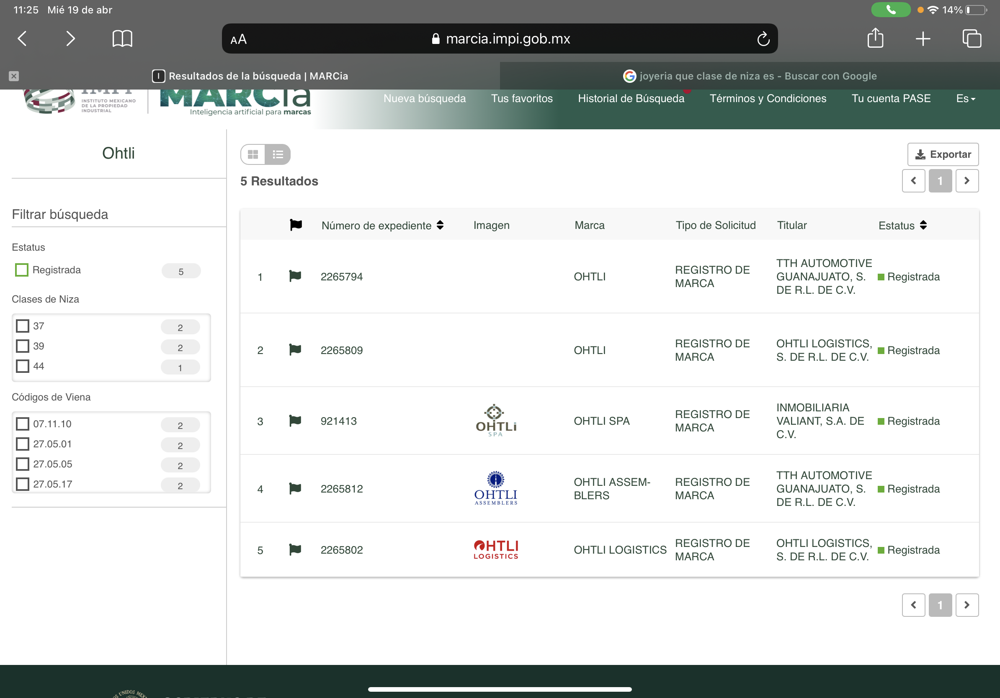 11:25 Mié 19 de abr
14%
AA
marcia.impi.gob.mx
Resultados de la búsqueda | MARCia
joyeria que clase de niza es - Buscar con Google
IMPI
INSTITUTO MEXICANO
DE LA PROPIEDAD
INDUSTRIAL
MARCia
Inteligencia artificial para marcas
Nueva búsqueda
Tus favoritos
Historial de Búsqueda
Términos y Condiciones
Tu cuenta PASE
Es
Ohtli
Filtrar búsqueda
Estatus
Registrada 5
Clases de Niza
37 2
39 2
44 1
Códigos de Viena
07.11.10 2
27.05.01 2
27.05.05 2
27.05.17 2
Exportar
5 Resultados
1
Número de expediente Imagen Marca Tipo de Solicitud Titular Estatus
1 2265794 OHTLI REGISTRO DE
MARCA
TTH AUTOMOTIVE
GUANAJUATO, S.
DE R.L. DE C.V.
Registrada
2 2265809 OHTLI REGISTRO DE
MARCA
OHTLI LOGISTICS,
S. DE R.L. DE C.V.
Registrada
3 921413
OHTLi
SPA
OHTLI SPA
REGISTRO DE
MARCA
INMOBILIARIA
VALIANT, S.A. DE
C.V.
Registrada
4 2265812
OHTLI
ASSEMBLERS
OHTLI ASSEM-
BLERS
REGISTRO DE
MARCA
TTH AUTOMOTIVE
GUANAJUATO, S.
DE R.L. DE C.V.
Registrada
5 2265802
OHTLI
LOGISTICS
OHTLI LOGISTICS
REGISTRO DE
MARCA
OHTLI LOGISTICS,
S. DE R.L. DE C.V.
Registrada
1
UNIDOS